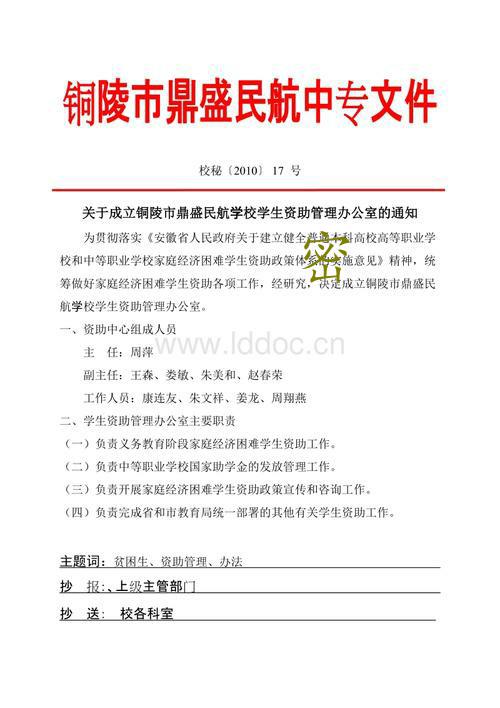 铜陵市鼎盛民航中专文件
校秘〔2010〕17 号
关于成立铜陵市鼎盛民航学校学生资助管理办公室的通知
为贯彻落实《安徽省人民政府关于建立健全普通本科高校高等职业学
校和中等职业学校家庭经济困难学生资助政策体系的实施意见》精神，统
筹做好家庭经济困难学生资助各项工作，经研究，决定成立铜陵市鼎盛民
航学校学生资助管理办公室。
密
一、资助中心组成人员
主　任：周萍
www.lddoc.cn
副主任：王森、娄敏、朱美和、赵春荣
工作人员：康连友、朱文祥、姜龙、周翔燕
二、学生资助管理办公室主要职责
（一）负责义务教育阶段家庭经济困难学生资助工作。
（二）负责中等职业学校国家助学金的发放管理工作。
（三）负责开展家庭经济困难学生资助政策宣传和咨询工作。
（四）负责完成省和市教育局统一部署的其他有关学生资助工作。
主题词：贫困生、资助管理、办法
抄　报：、上级主管部门
抄　送：　校各科室